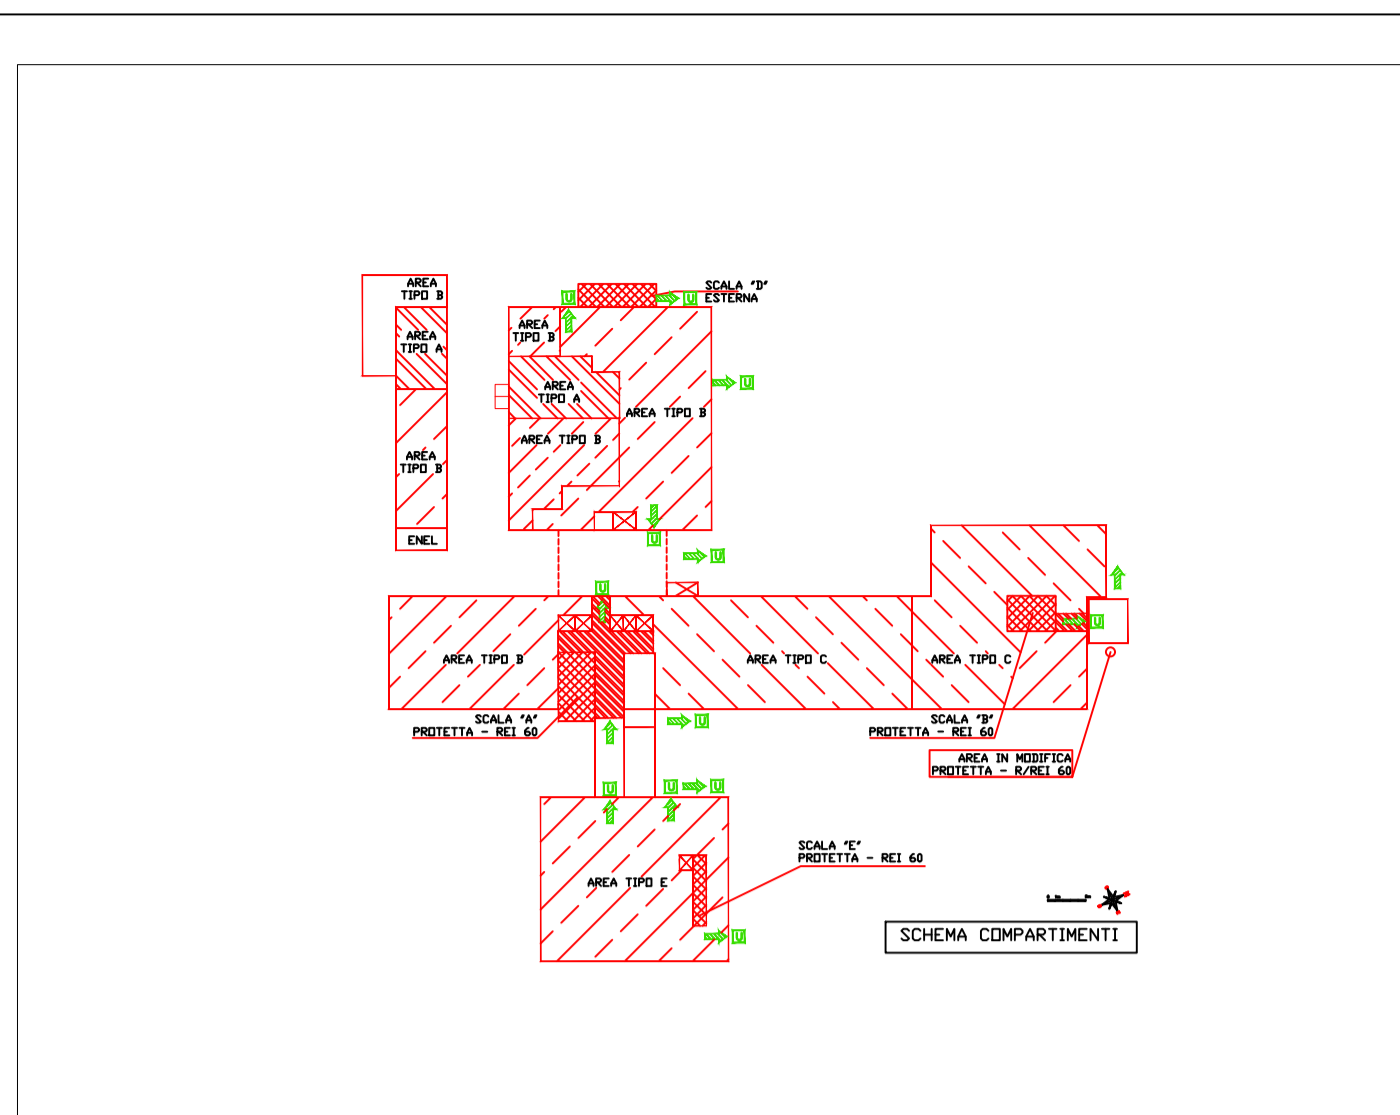 AREA
TIPO B
AREA
TIPO A
AREA
TIPO B
ENEL
U
U
SCALA "D"
ESTERNA
AREA
TIPO B
AREA
TIPO A
AREA TIPO B
AREA TIPO B
U
U
U
U
AREA TIPO B
AREA TIPO C
AREA TIPO C
U
SCALA "A"
PROTETTA - REI 60
U
SCALA "B"
PROTETTA - REI 60
AREA IN MODIFICA
PROTETTA - R/REI 60
U
U
U
AREA TIPO E
SCALA "E"
PROTETTA - REI 60
U
SCHEMA COMPARTIMENTI